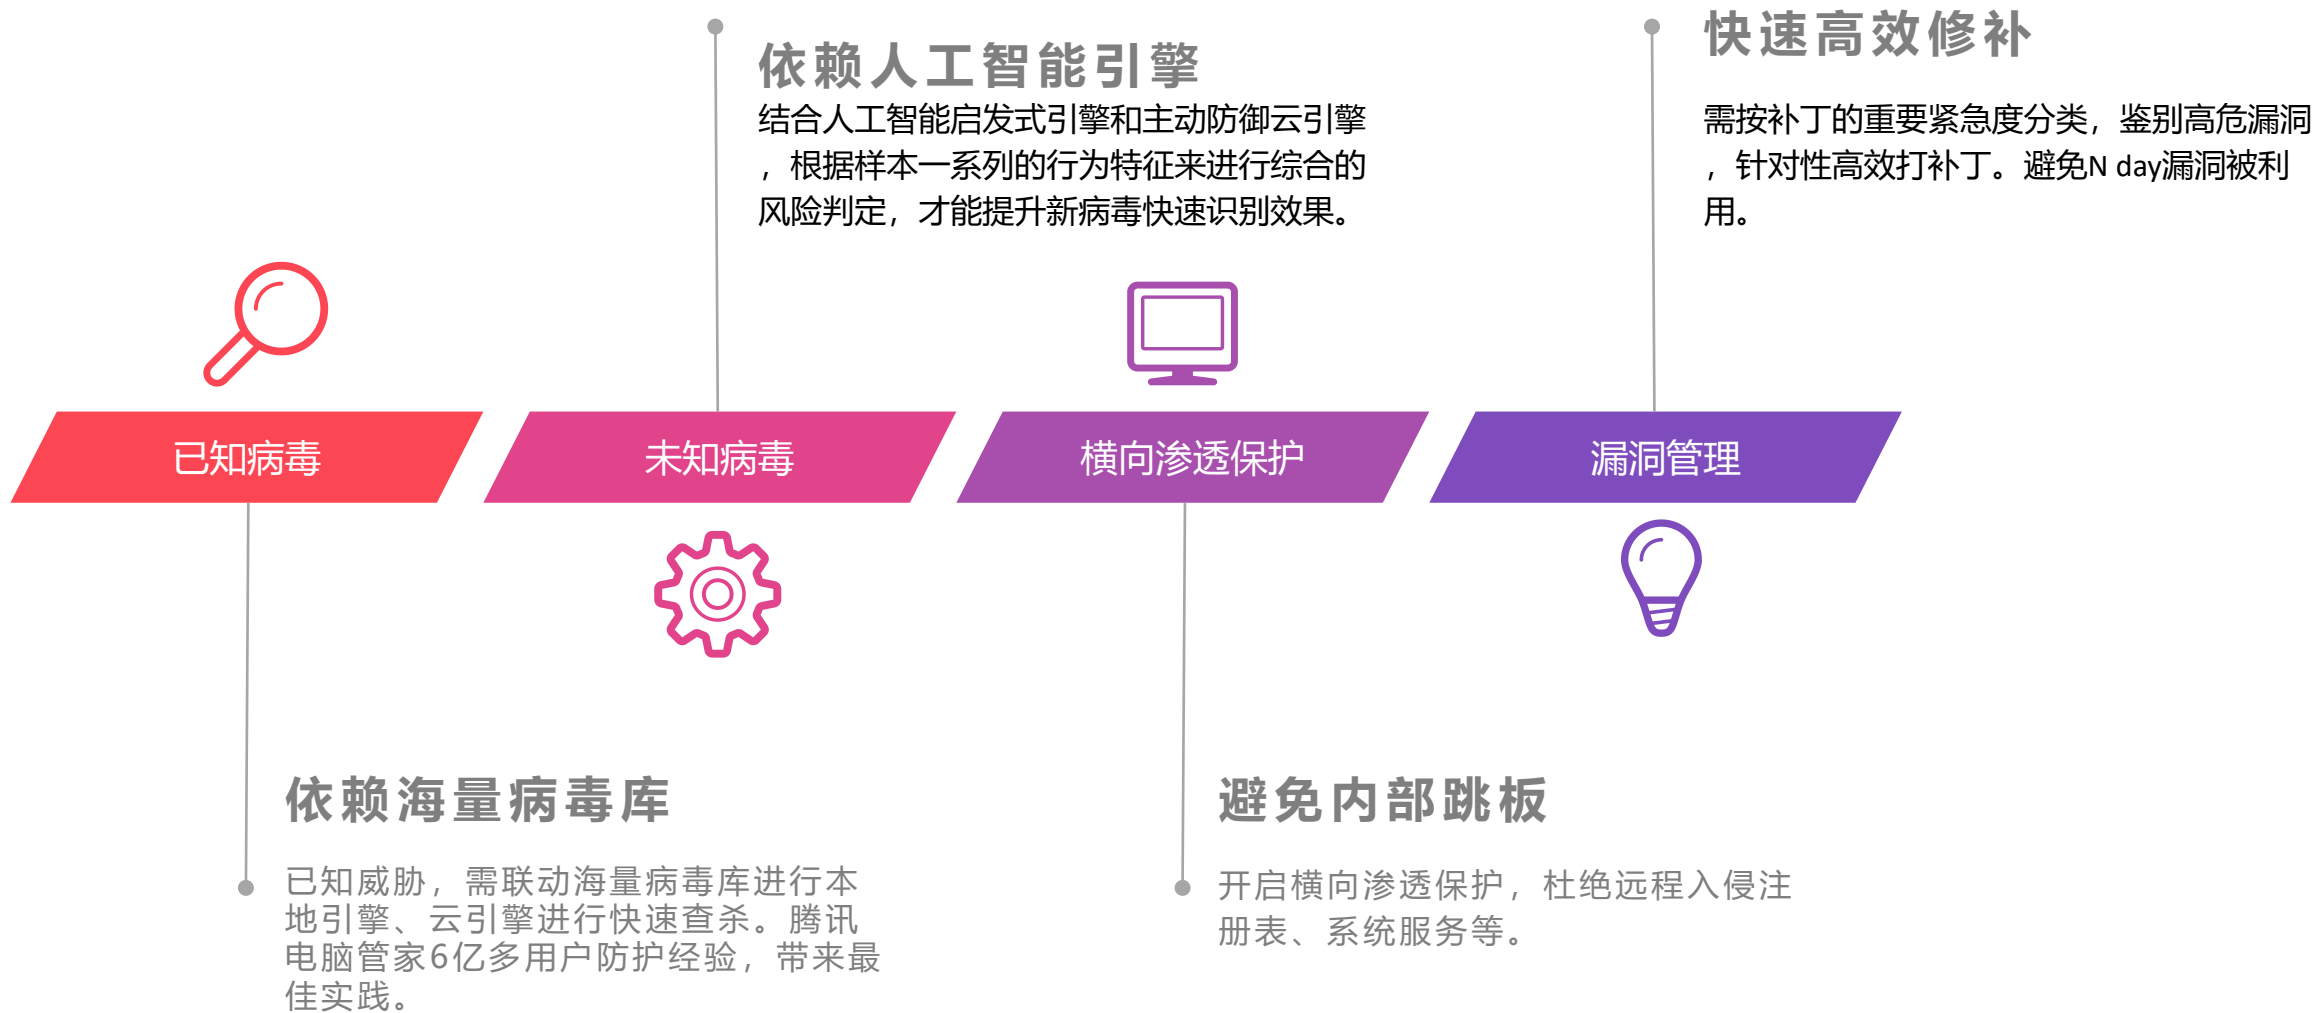 依赖人工智能引擎
结合人工智能启发式引擎和主动防御云引擎
，根据样本一系列的行为特征来进行综合的
风险判定，才能提升新病毒快速识别效果。
快速高效修补
需按补丁的重要紧急度分类，鉴别高危漏洞
，针对性高效打补丁。避免N day漏洞被利
用。
已知病毒
未知病毒
横向渗透保护
漏洞管理
依赖海量病毒库
已知威胁，需联动海量病毒库进行本
地引擎、云引擎进行快速查杀。腾讯
电脑管家6亿多用户防护经验，带来最
佳实践。
避免内部跳板
开启横向渗透保护，杜绝远程入侵注
册表、系统服务等。